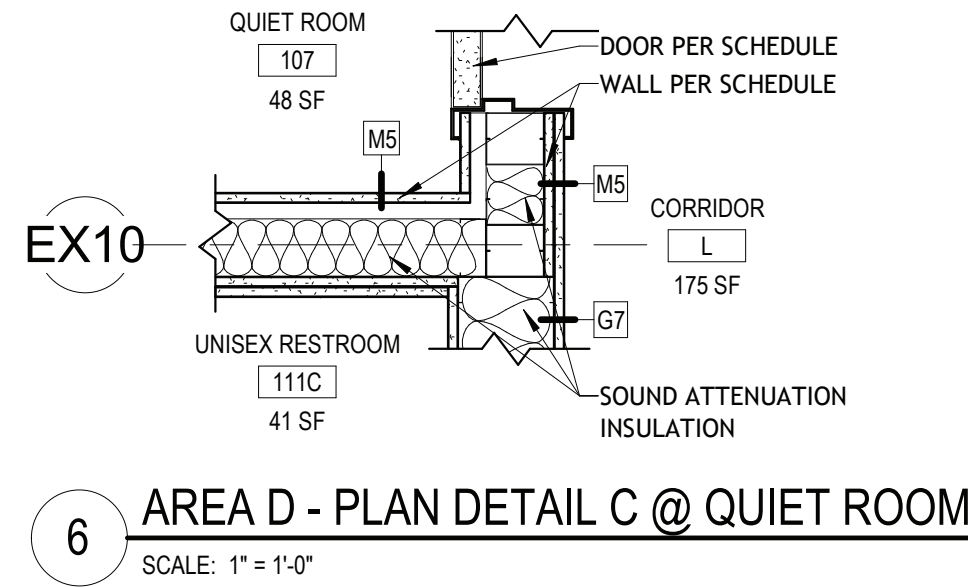 QUIET ROOM
107
48 SF
DOOR PER SCHEDULE
WALL PER SCHEDULE
M5
M5
CORRIDOR
L
175 SF
EX10
G7
UNISEX RESTROOM
111C
41 SF
SOUND ATTENUATION
INSULATION
6
AREA D - PLAN DETAIL C @ QUIET ROOM
SCALE: 1" = 1'-0"